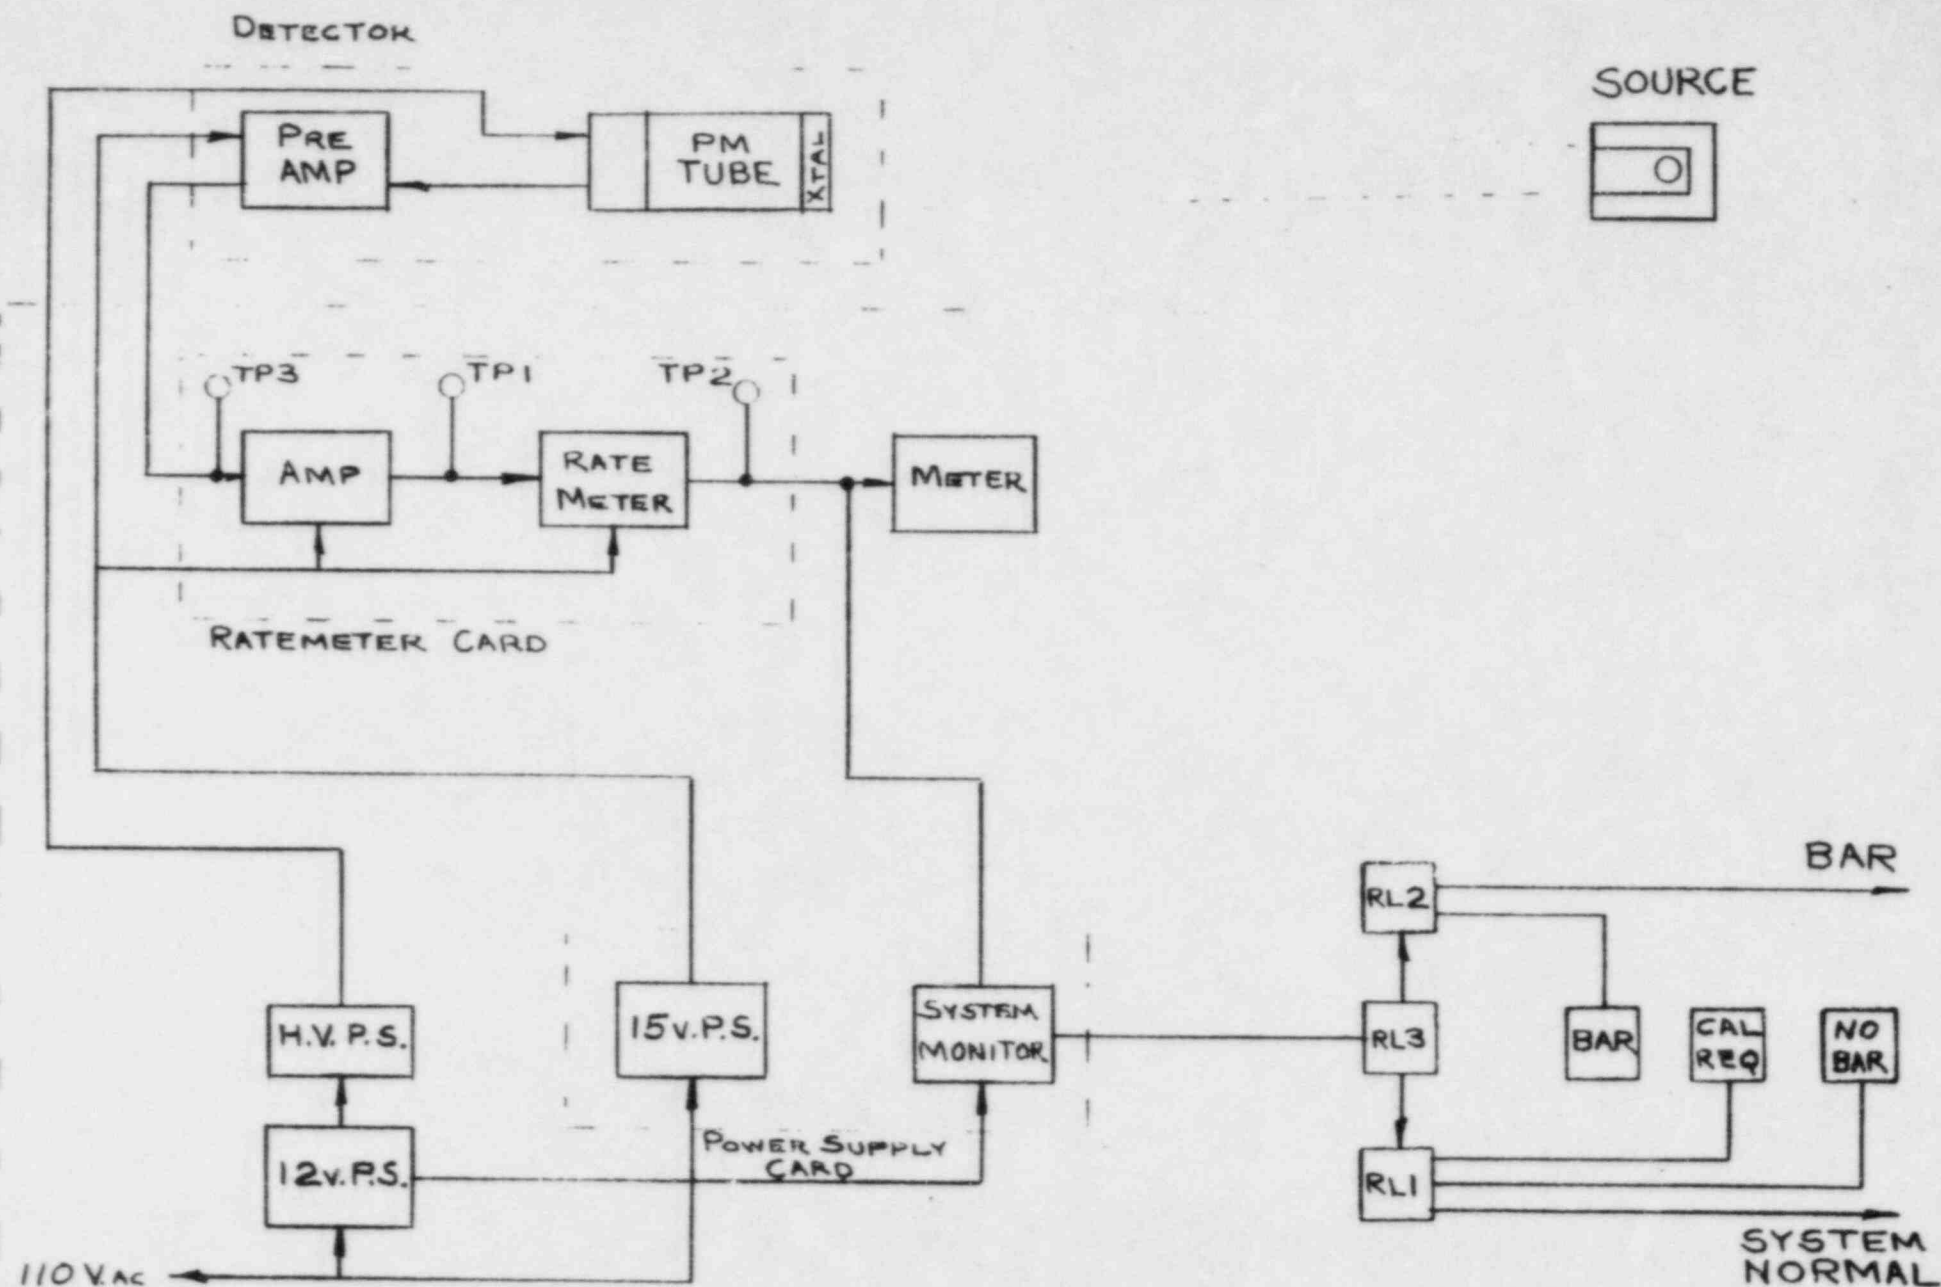 DETECTOR
SOURCE
PRE
AMP
PM
TUBE
XTAL
TP3
TP1
TP2
AMP
RATE
METER
METER
RATEMETER CARD
BAR
RL2
H.V. P.S.
15V.P.S.
SYSTEM
MONITOR
RL3
BAR
CAL
REQ
NO
BAR
12V.P.S.
POWER SUPPLY
CARD
RL1
110 V.AC
SYSTEM
NORMAL